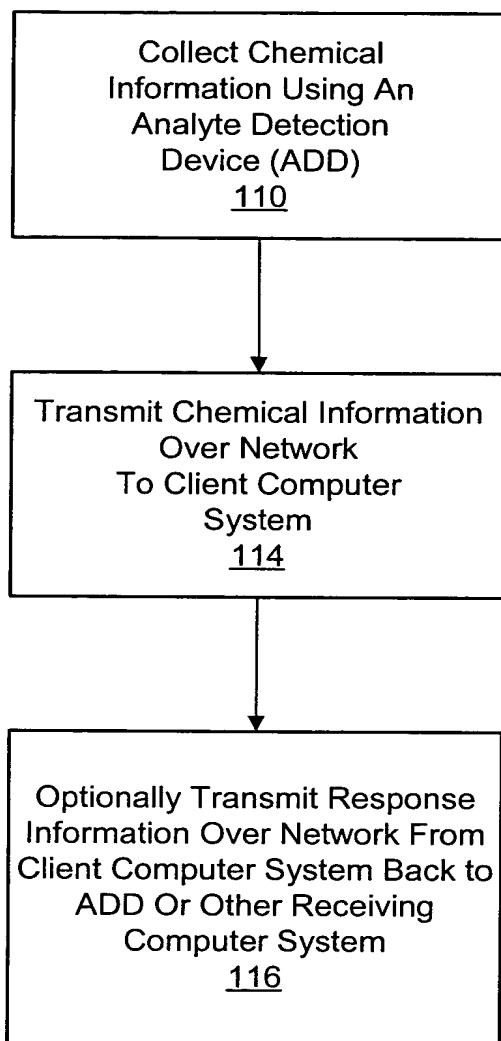 Collect Chemical
Information Using An
Analyte Detection
Device (ADD)
110
Transmit Chemical Information
Over Network
To Client Computer
System
114
Optionally Transmit Response
Information Over Network From
Client Computer System Back to
ADD Or Other Receiving
Computer System
116